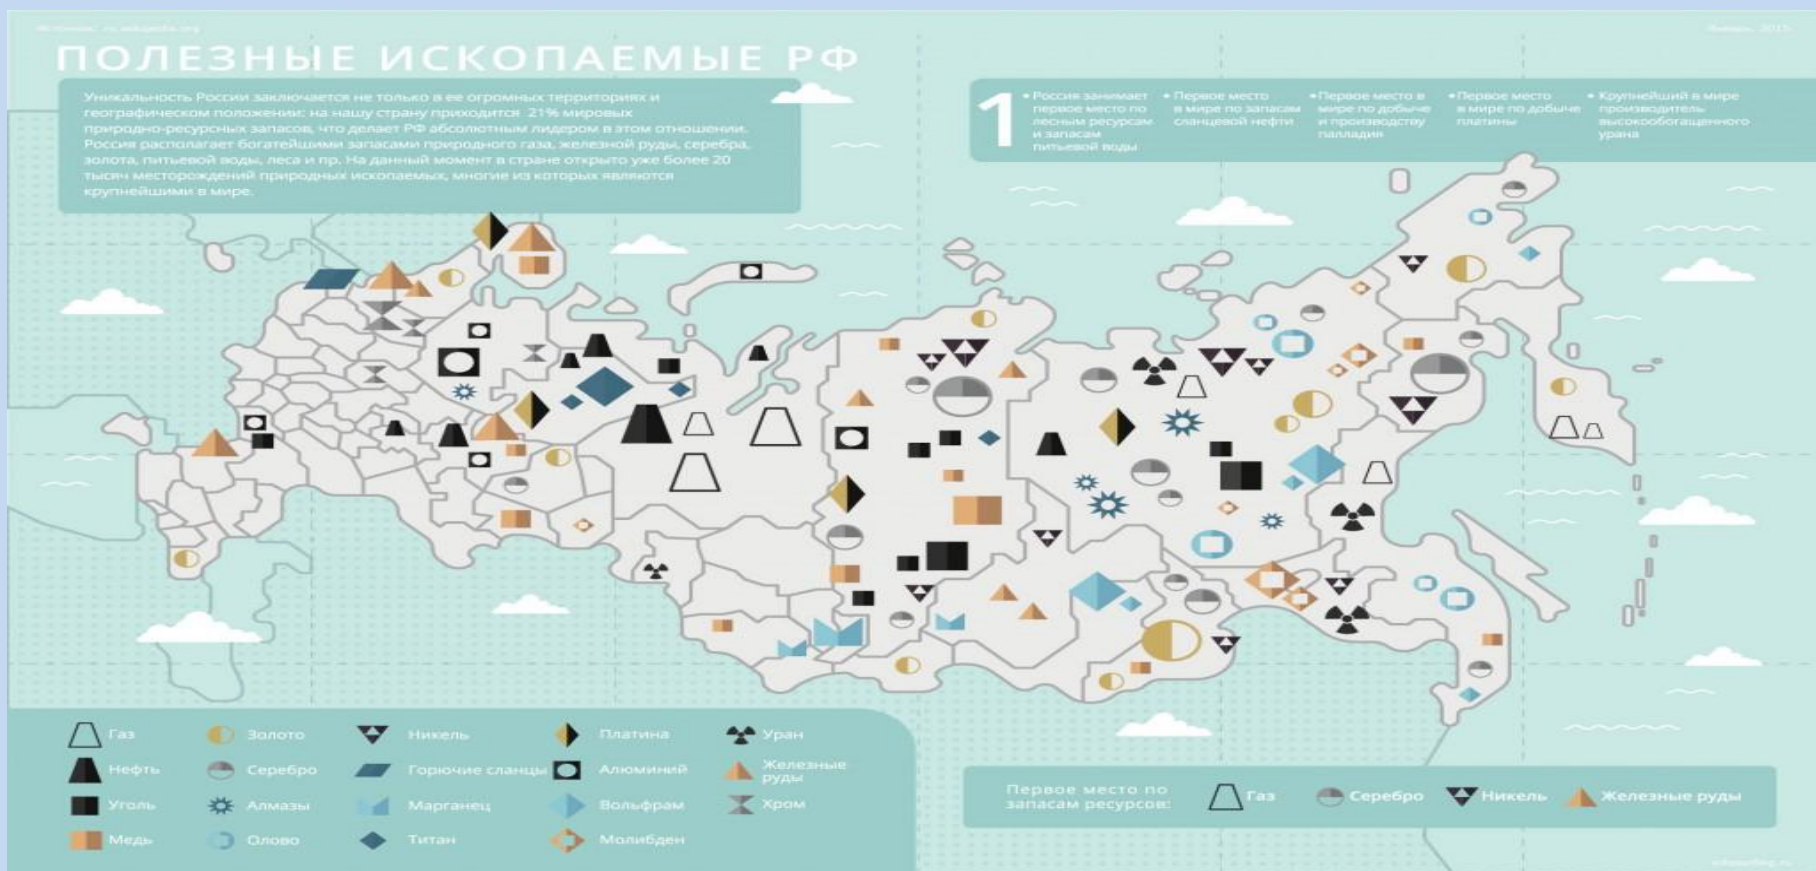 Источник: ru.wikipedia.org
Январь, 2015
ПОЛЕЗНЫЕ ИСКОПАЕМЫЕ РФ
Уникальность России заключается не только в ее огромных территориях и
географическом положении: на нашу страну приходится 21% мировых
природно-ресурсных запасов, что делает РФ абсолютным лидером в этом отношении.
Россия располагает богатейшими запасами природного газа, железной руды, серебра,
золота, питьевой воды, леса и пр. На данный момент в стране открыто уже более 20
тысяч месторождений природных ископаемых, многие из которых являются
крупнейшими в мире.
1
• Россия занимает
первое место по
лесным ресурсам
и запасам
питьевой воды
• Первое место
в мире по запасам
сланцевой нефти
• Первое место в
мире по добыче
и производству
палладия
• Первое место
в мире по добыче
платины
• Крупнейший в мире
производитель
высокообогащенного
урана
Газ
Золото
Никель
Платина
Уран
Нефть
Серебро
Горючие сланцы
Алюминий
Железные
руды
Уголь
Алмазы
Марганец
Вольфрам
Хром
Медь
Олово
Титан
Молибден
Первое место по
запасам ресурсов:
Газ
Серебро
Никель
Железные руды